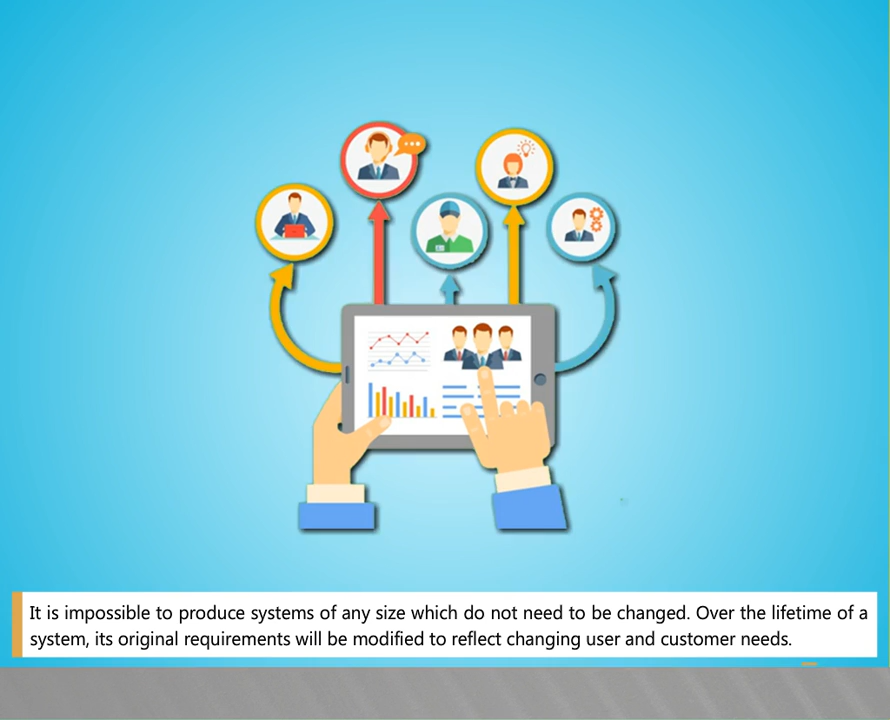 It is impossible to produce systems of any size which do not need to be changed. Over the lifetime of a
system, its original requirements will be modified to reflect changing user and customer needs.